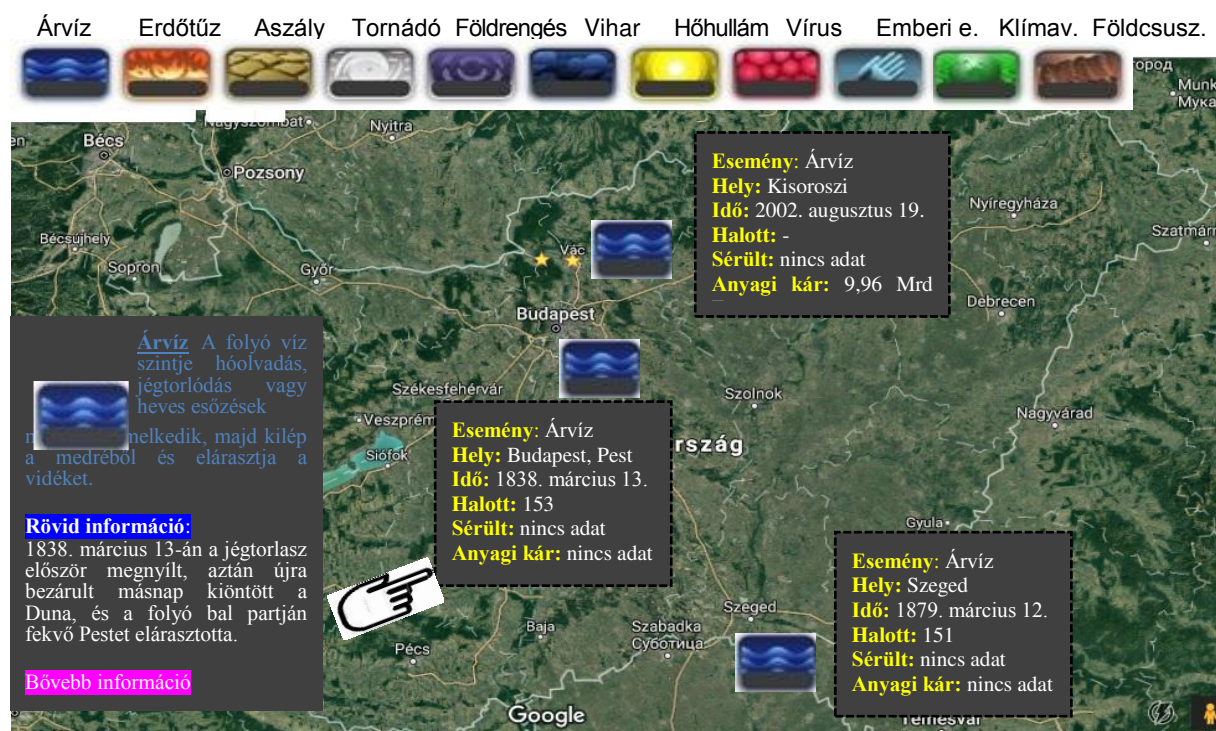 Árvíz Erdőtűz Aszály Tornádó Földrengés Vihar Hőhullám Vírus Emberi e. Klímav. Földcsusz.
Nagyszombat
Nyitra
Bécs
Pozsony
Bécsújhely
Sopron
Győr
Vác
Budapest
Székesfehérvár
Veszprém
Siófok
Szolnok
Nyíregyháza
Debrecen
Nagyvárad
Gyula
rszág
Szeged
Baja
Szabadka
Суботица
Pécs
Temesvár
Google
Esemény: Árvíz
Hely: Kisoroszi
Idő: 2002. augusztus 19.
Halott: -
Sérült: nincs adat
Anyagi kár: 9,96 Mrd
Árvíz A folyó víz
szintje hóolvadás,
jégtorlódás vagy
heves esőzések
melkedik, majd kilép
a medréből és elárasztja a
vidéket.
Rövid információ:
1838. március 13-án a jégtorlasz
először megnyílt, aztán újra
bezárult másnap kiöntött a
Duna, és a folyó bal partján
fekvő Pestet elárasztotta.
Bővebb információ
Esemény: Árvíz
Hely: Budapest, Pest
Idő: 1838. március 13.
Halott: 153
Sérült: nincs adat
Anyagi kár: nincs adat
Esemény: Árvíz
Hely: Szeged
Idő: 1879. március 12.
Halott: 151
Sérült: nincs adat
Anyagi kár: nincs adat